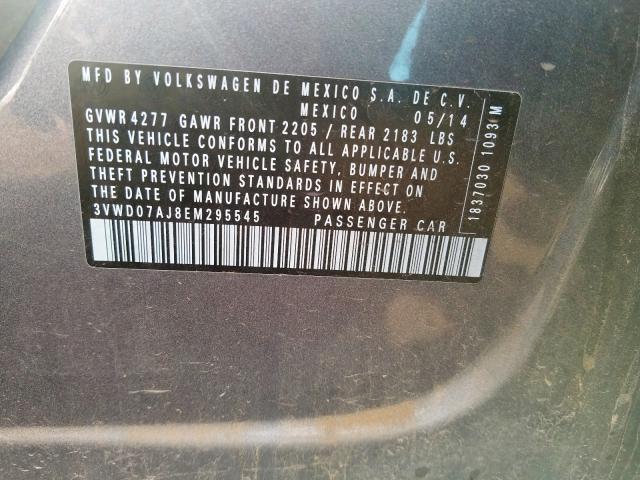 MFD BY VOLKSWAGEN DE MEXICO S.A. DE C.V.
MEXICO 05/14
GVWR 4277 GAWR FRONT 2205 / REAR 2183 LBS
THIS VEHICLE CONFORMS TO ALL APPLICABLE U.S.
FEDERAL MOTOR VEHICLE SAFETY, BUMPER AND
THEFT PREVENTION STANDARDS IN EFFECT ON
THE DATE OF MANUFACTURE SHOWN ABOVE.
3VWD07AJ8EM295545 PASSENGER CAR
1837030 1093 M